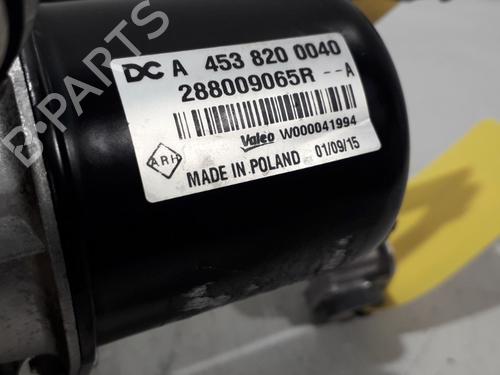 DC A 453 820 0040
288009065R -- A
Valeo W000041994
ARH
MADE IN POLAND 01/09/15
B-PARTS